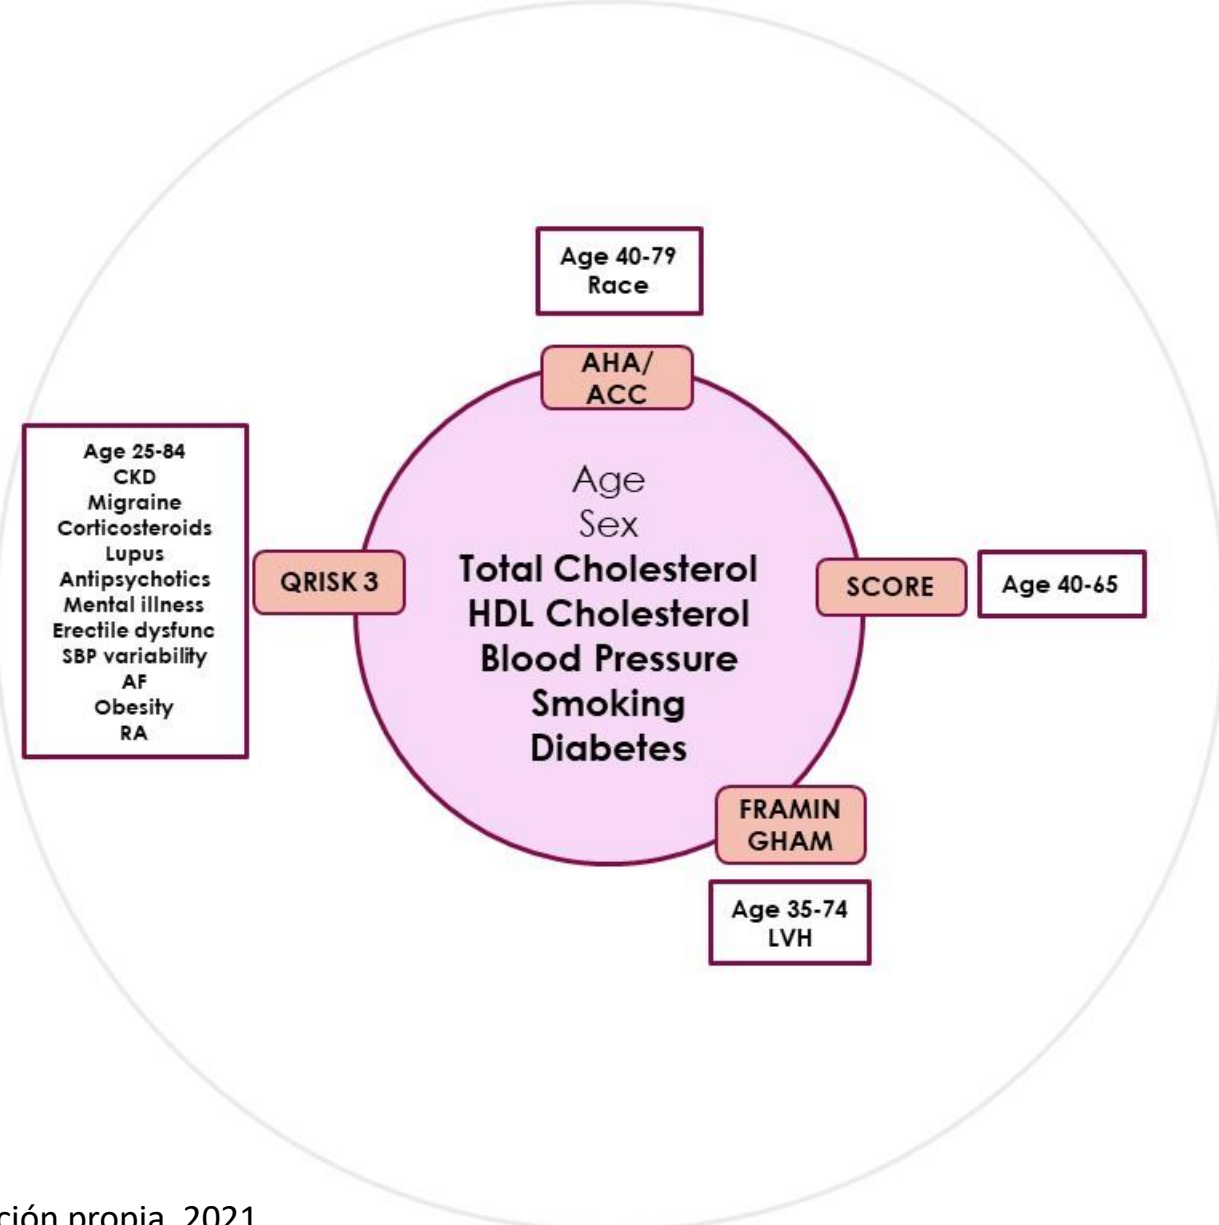 Age 40-79
Race
AHA/
ACC
Age
Sex
Total Cholesterol
HDL Cholesterol
Blood Pressure
Smoking
Diabetes
Age 25-84
CKD
Migraine
Corticosteroids
Lupus
Antipsychotics
Mental illness
Erectile dysfunc
SBP variability
AF
Obesity
RA
QRISK 3
SCORE
Age 40-65
FRAMIN
GHAM
Age 35-74
LVH
ción propia, 2021